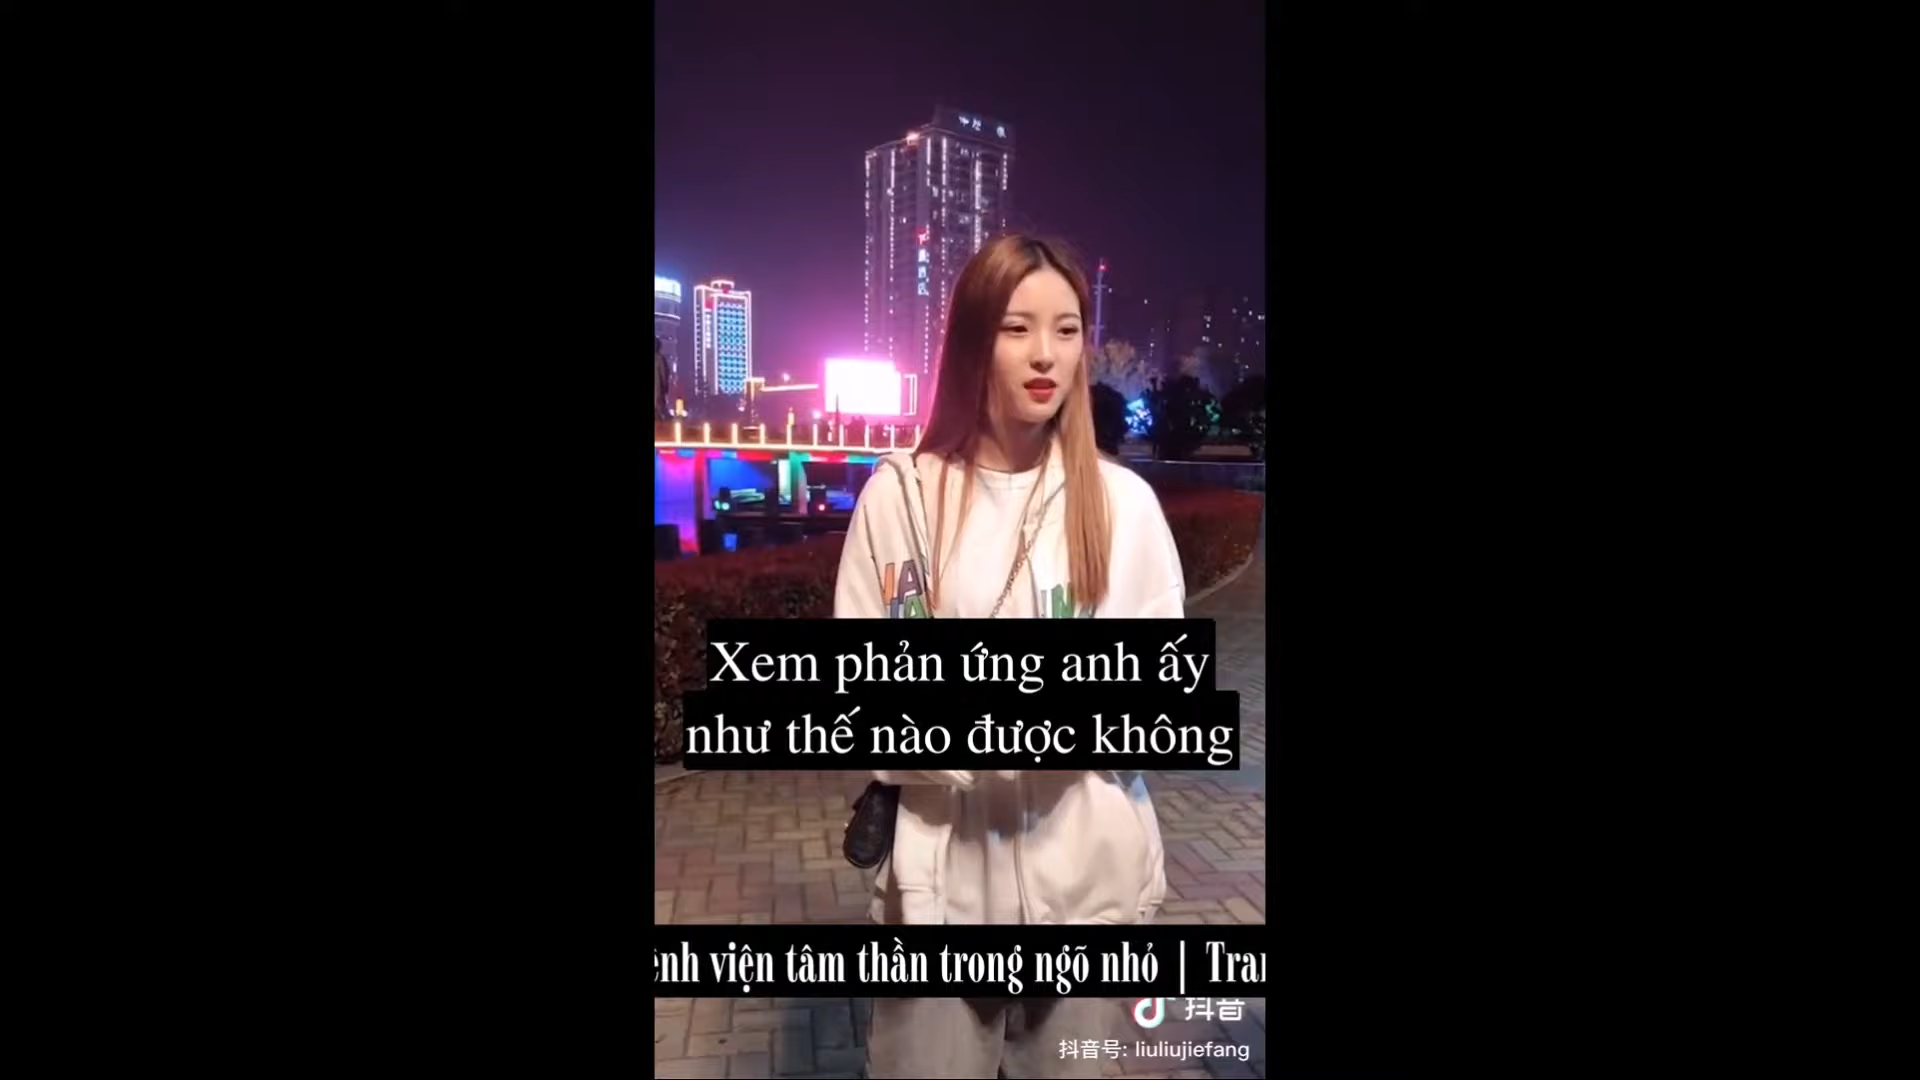 Xem phản ứng anh ấy
như thế nào được không
viện tâm thần trong ngõ nhỏ |
抖音
抖音号: liuliujiefang